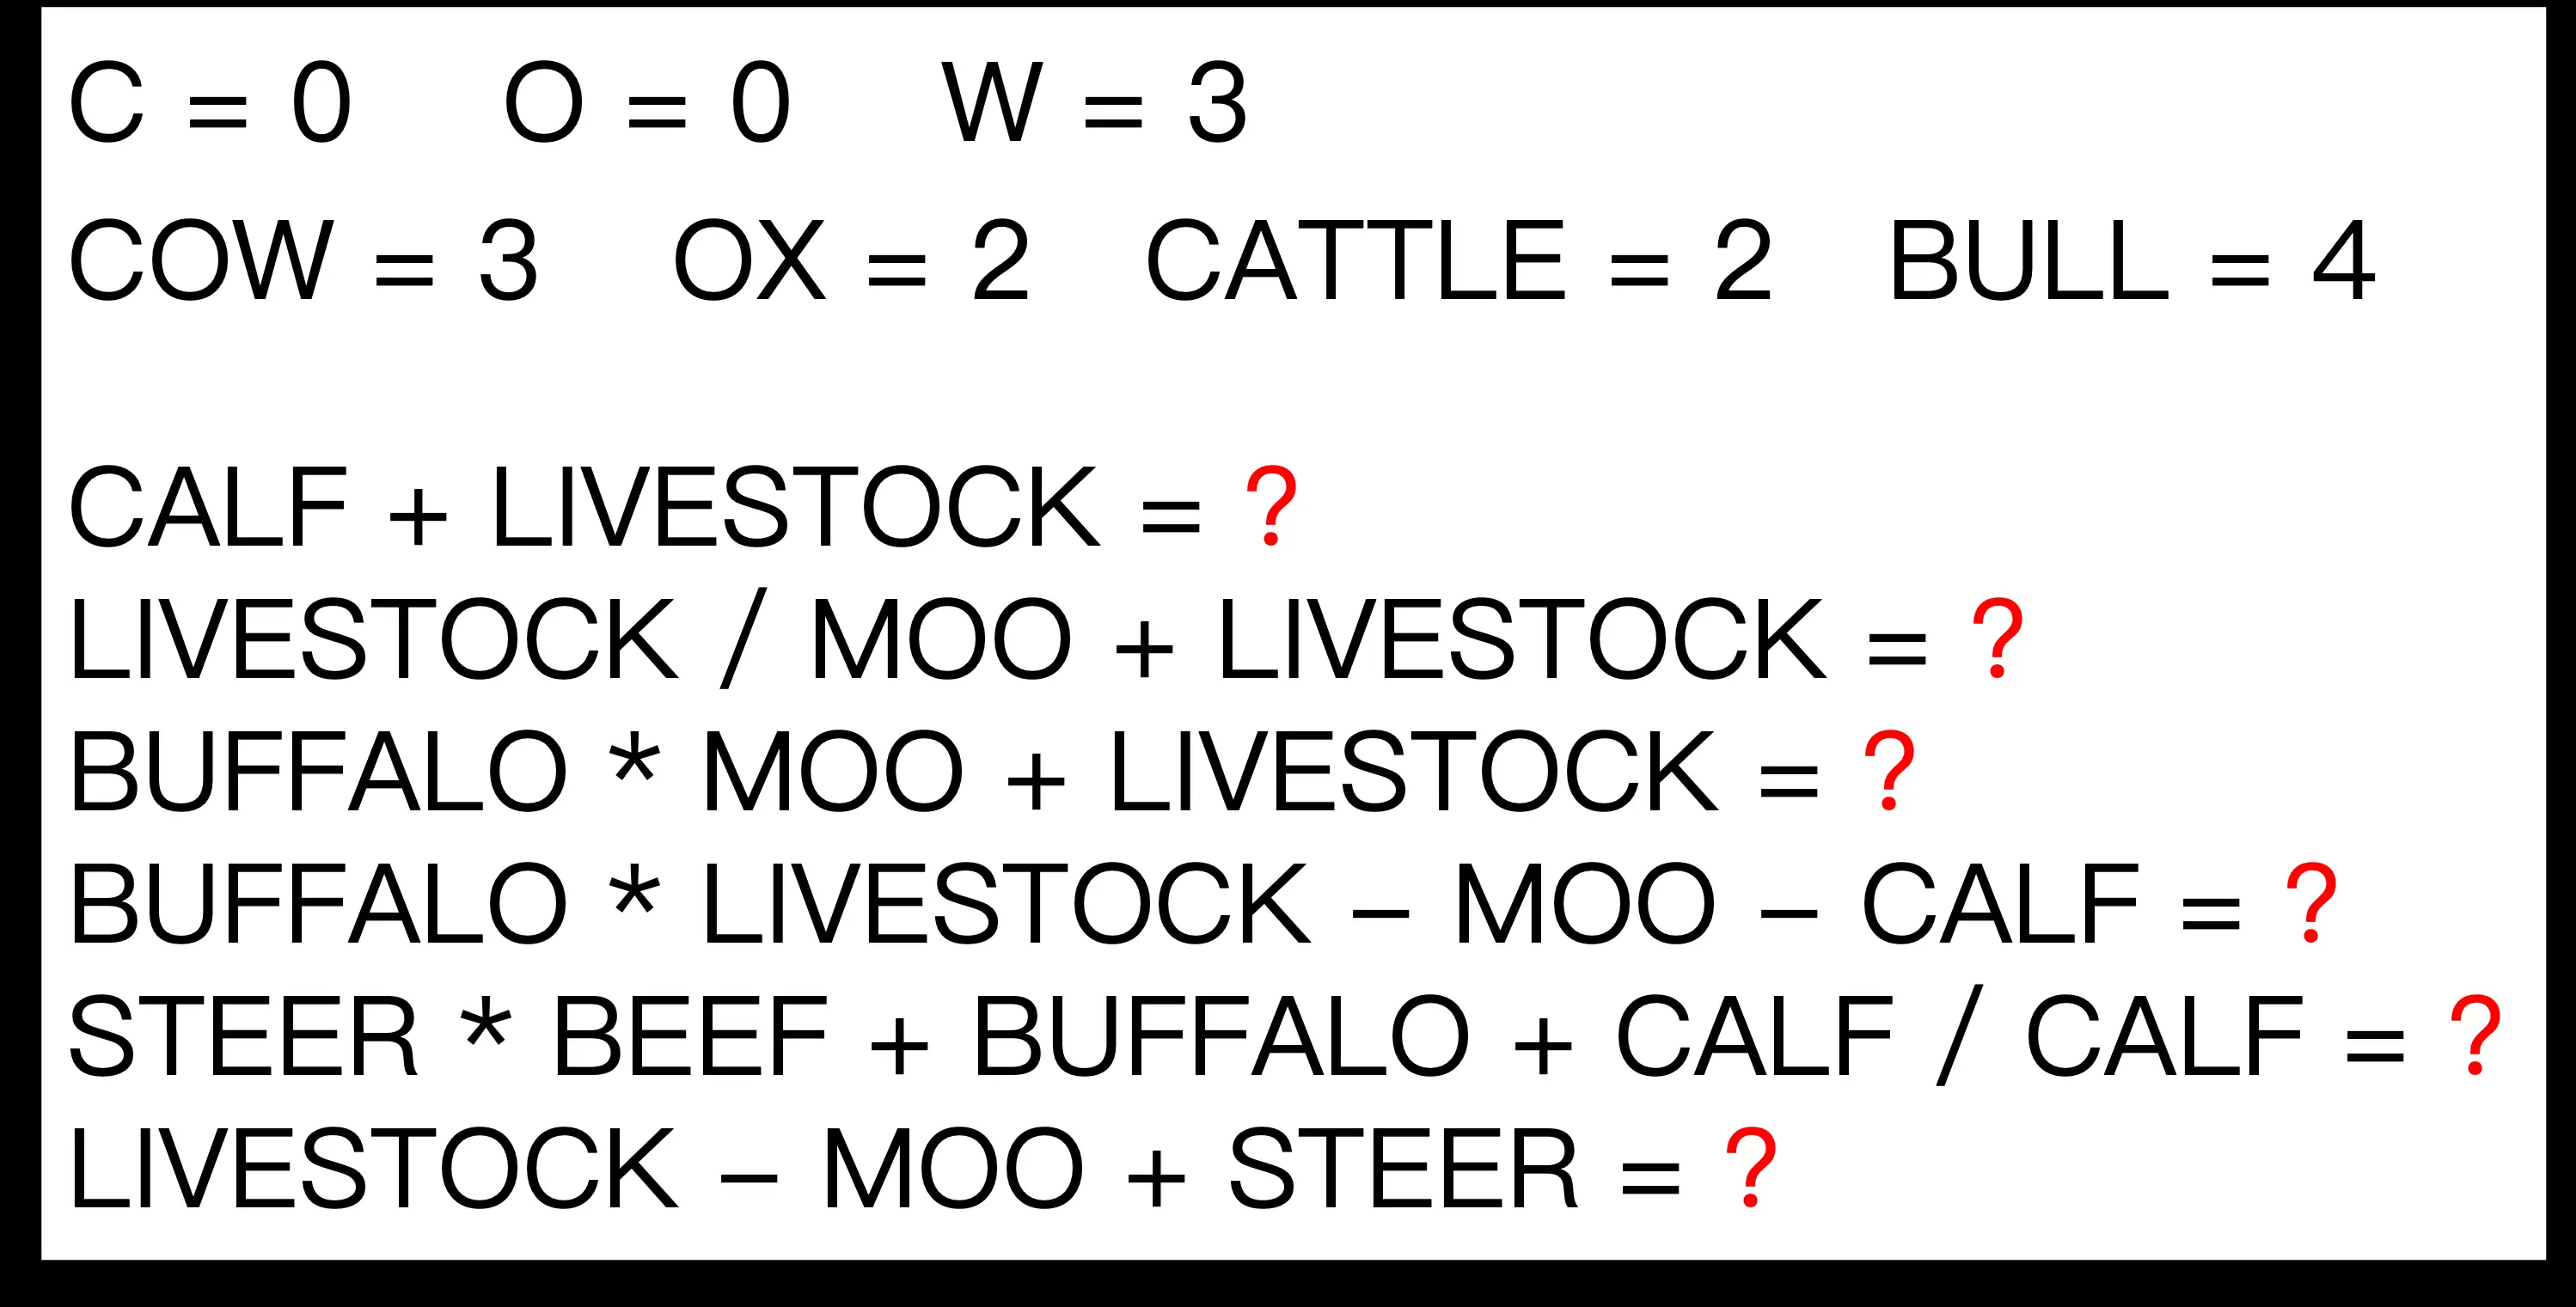 C = 0 O = 0 W = 3
COW = 3 OX = 2 CATTLE = 2 BULL = 4
CALF + LIVESTOCK = ?
LIVESTOCK / MOO + LIVESTOCK = ?
BUFFALO * MOO + LIVESTOCK = ?
BUFFALO * LIVESTOCK – MOO – CALF = ?
STEER * BEEF + BUFFALO + CALF / CALF = ?
LIVESTOCK – MOO + STEER = ?